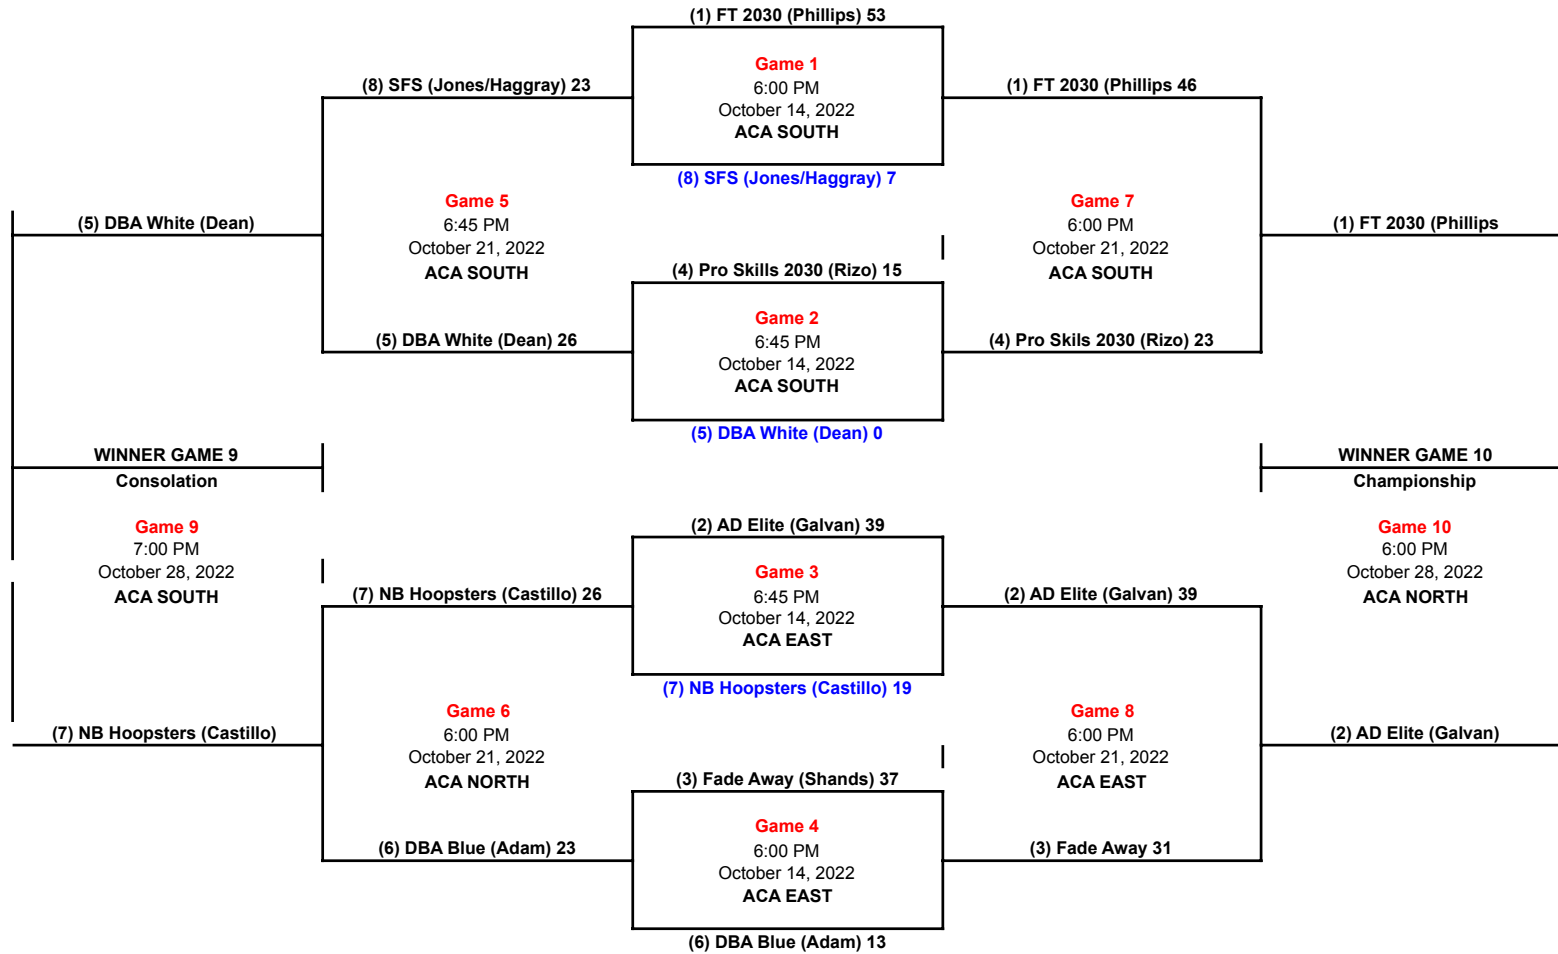 (1) FT 2030 (Phillips) 53
Game 1
6:00 PM
October 14, 2022
ACA SOUTH
(8) SFS (Jones/Haggray) 7
(8) SFS (Jones/Haggray) 23
(1) FT 2030 (Phillips 46
Game 5
6:45 PM
October 21, 2022
ACA SOUTH
Game 7
6:00 PM
October 21, 2022
ACA SOUTH
(5) DBA White (Dean)
(1) FT 2030 (Phillips
(4) Pro Skills 2030 (Rizo) 15
Game 2
6:45 PM
October 14, 2022
ACA SOUTH
(5) DBA White (Dean) 0
(5) DBA White (Dean) 26
(4) Pro Skils 2030 (Rizo) 23
WINNER GAME 9
Consolation
WINNER GAME 10
Championship
Game 9
7:00 PM
October 28, 2022
ACA SOUTH
Game 10
6:00 PM
October 28, 2022
ACA NORTH
(2) AD Elite (Galvan) 39
Game 3
6:45 PM
October 14, 2022
ACA EAST
(7) NB Hoopsters (Castillo) 19
(7) NB Hoopsters (Castillo) 26
(2) AD Elite (Galvan) 39
Game 6
6:00 PM
October 21, 2022
ACA NORTH
Game 8
6:00 PM
October 21, 2022
ACA EAST
(7) NB Hoopsters (Castillo)
(2) AD Elite (Galvan)
(3) Fade Away (Shands) 37
Game 4
6:00 PM
October 14, 2022
ACA EAST
(6) DBA Blue (Adam) 13
(6) DBA Blue (Adam) 23
(3) Fade Away 31